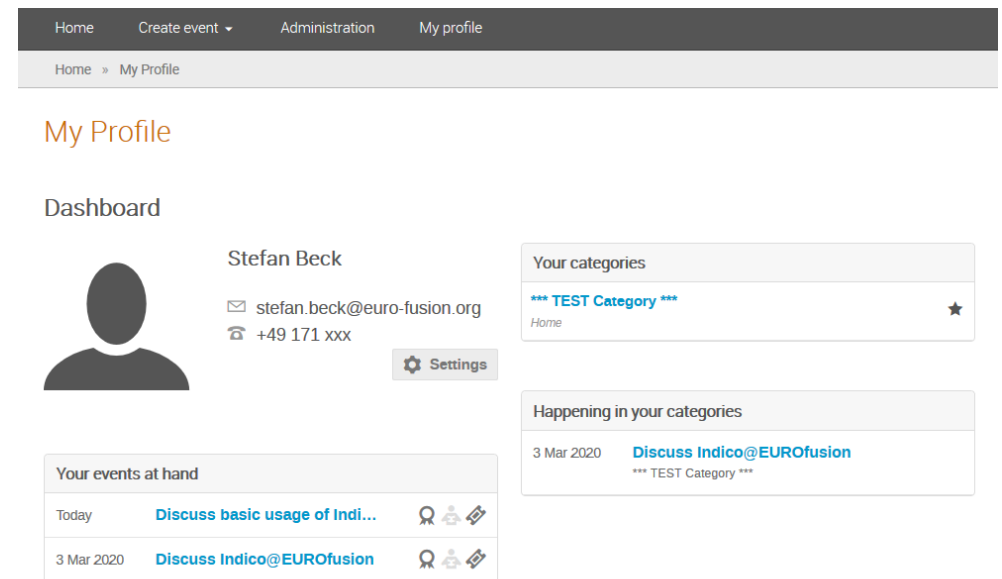 Home Create event Administration My profile
Home » My Profile
My Profile
Dashboard
Stefan Beck
stefan.beck@euro-fusion.org
+49 171 xxx
Settings
Your events at hand
Today Discuss basic usage of Indi...
3 Mar 2020 Discuss Indico@EUROfusion
Your categories
*** TEST Category ***
Home
Happening in your categories
3 Mar 2020 Discuss Indico@EUROfusion
*** TEST Category ***